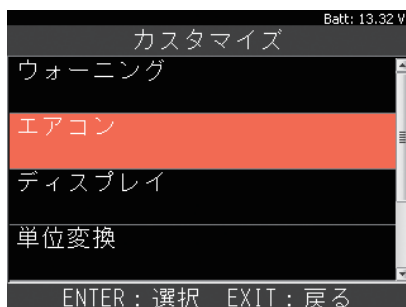 Batt: 13.32 V
カスタマイズ
ウォーニング
エアコン
ディスプレイ
単位変換
ENTER：選択　EXIT：戻る